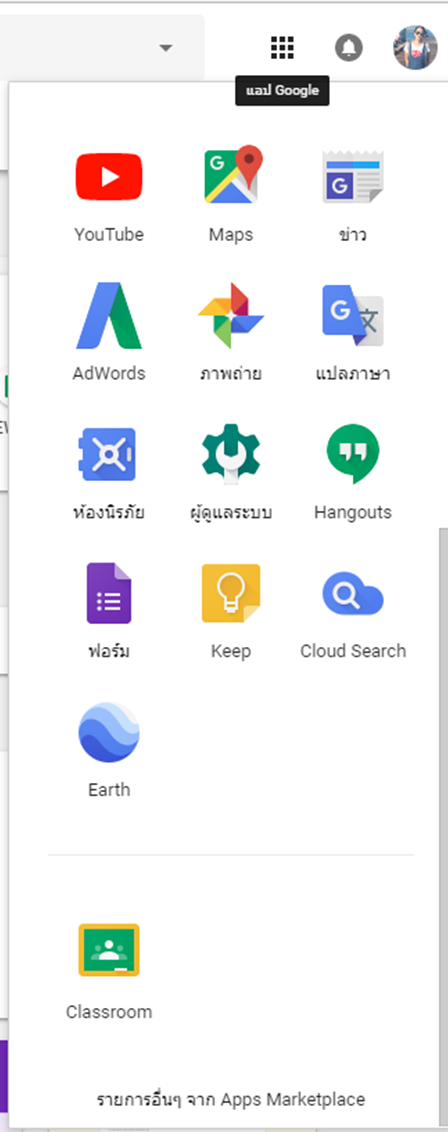 แอป Google
YouTube
Maps
ข่าว
AdWords
ภาพถ่าย
แปลภาษา
ห้องนิรภัย
ผู้ดูแลระบบ
Hangouts
ฟอร์ม
Keep
Cloud Search
Earth
Classroom
รายการอื่นๆ จาก Apps Marketplace